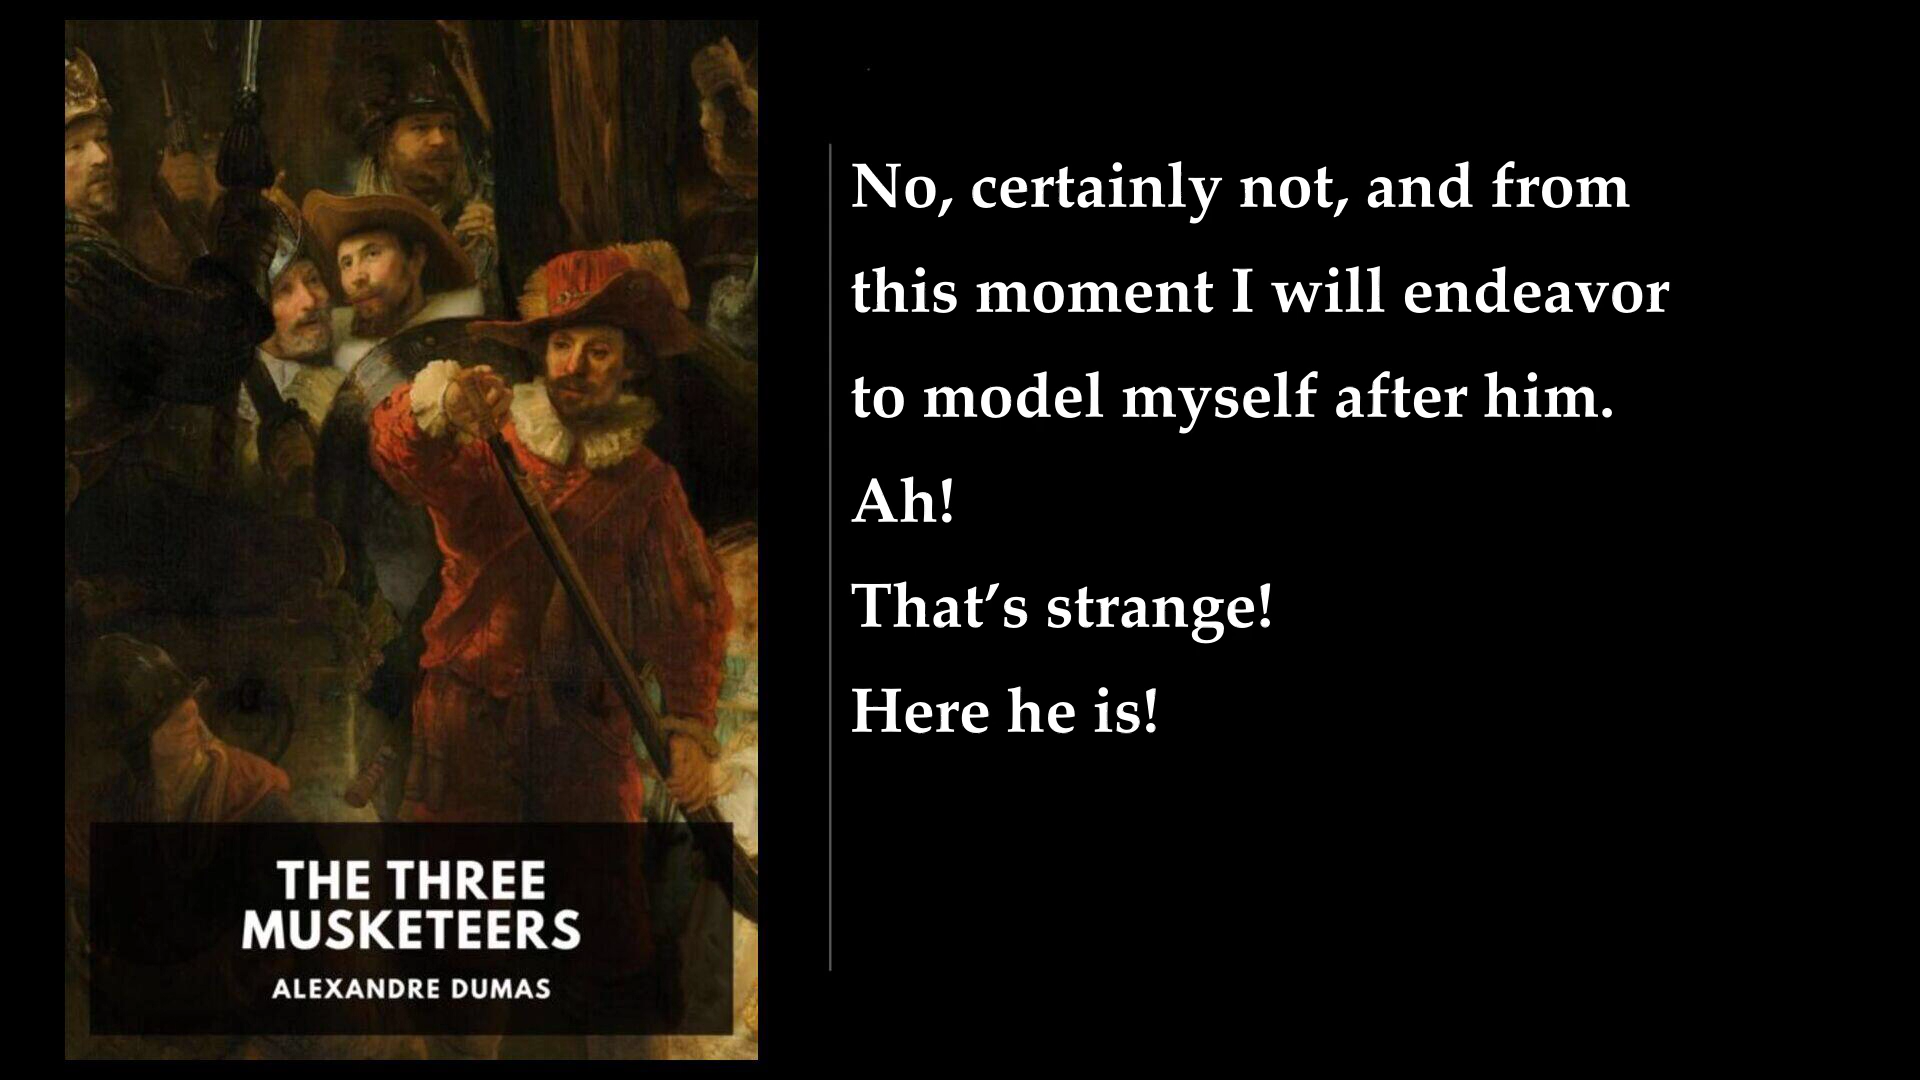 No, certainly not, and from
this moment I will endeavor
to model myself after him.
Ah!
That’s strange!
Here he is!
THE THREE
MUSKETEERS
ALEXANDRE DUMAS